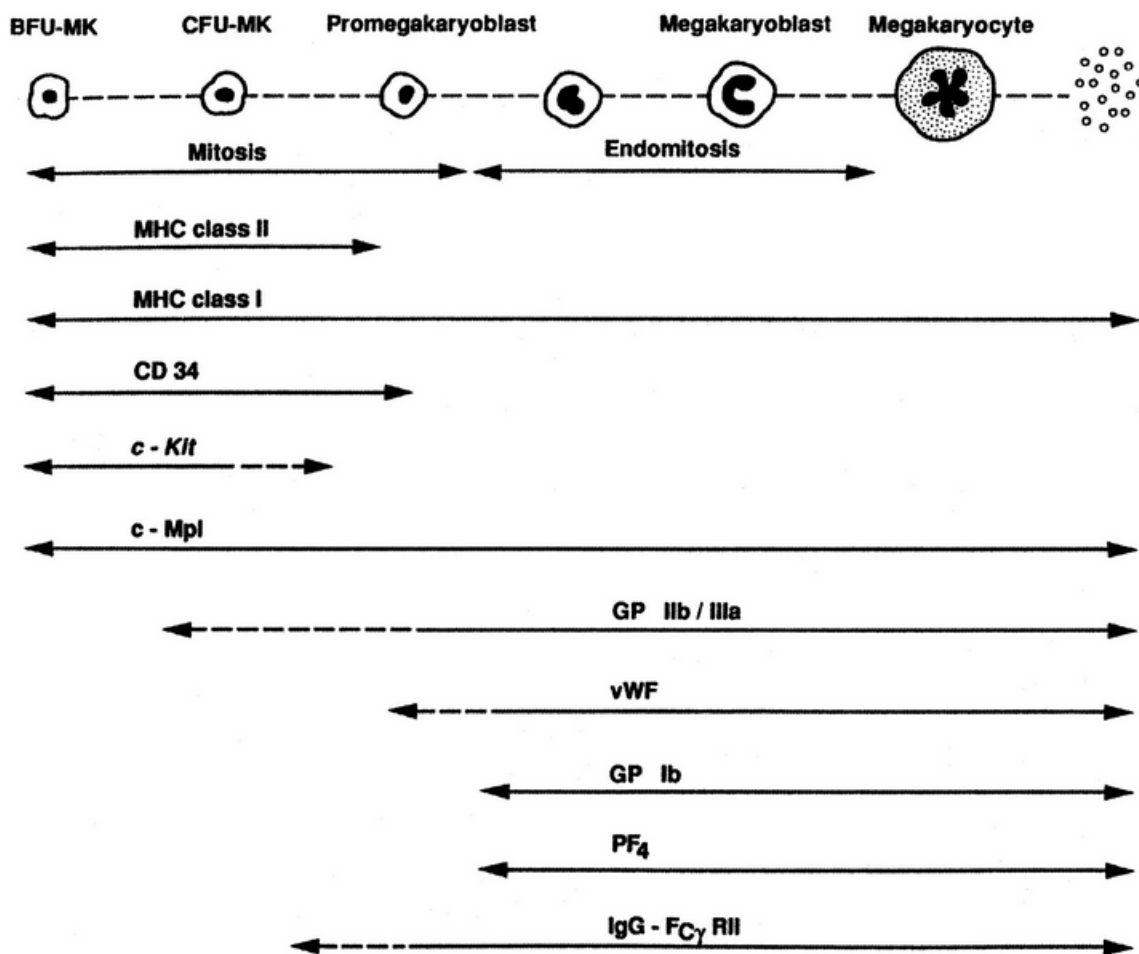 BFU-MK CFU-MK Promegakaryoblast Megakaryoblast Megakaryocyte
Mitosis Endomitosis
MHC class II
MHC class I
CD 34
c - Kit
c - Mpl
GP IIb / IIIa
vWF
GP Ib
PF4
IgG - FCγ RII